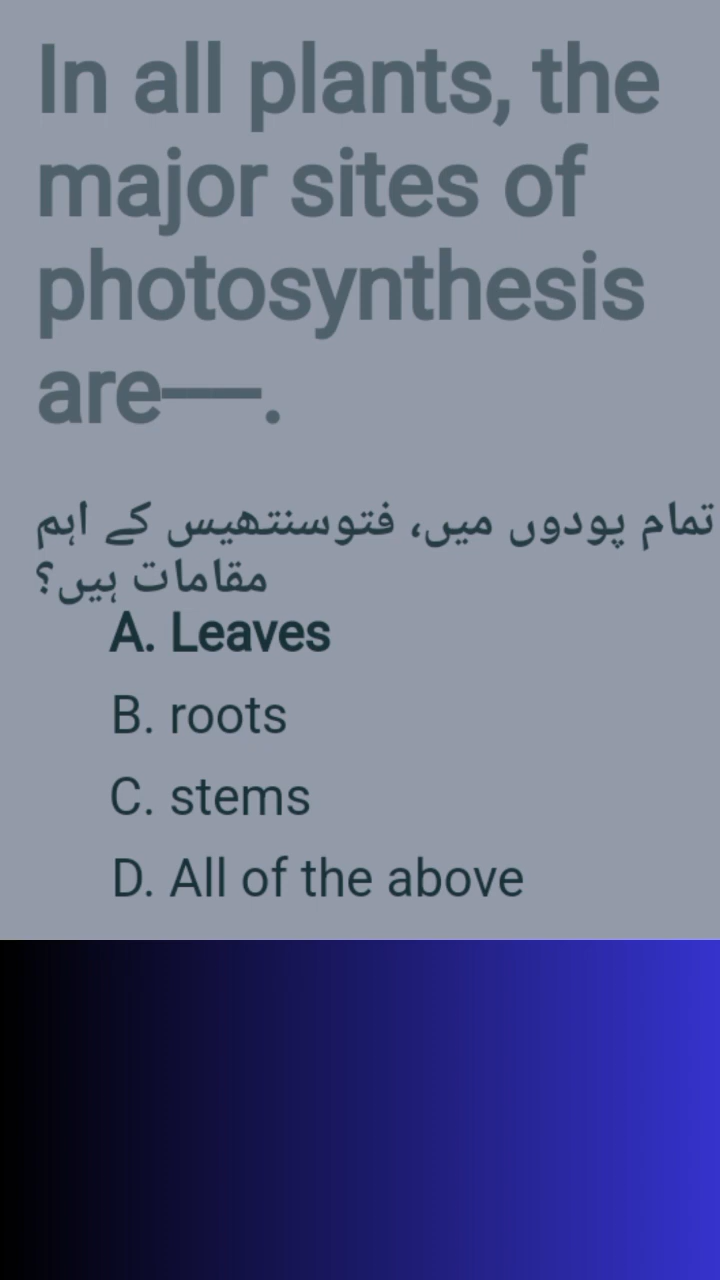 In all plants, the
major sites of
photosynthesis
are—–.
تمام پودوں میں، فتوسنتھیس کے اہم
مقامات ہیں؟
A. Leaves
B. roots
C. stems
D. All of the above